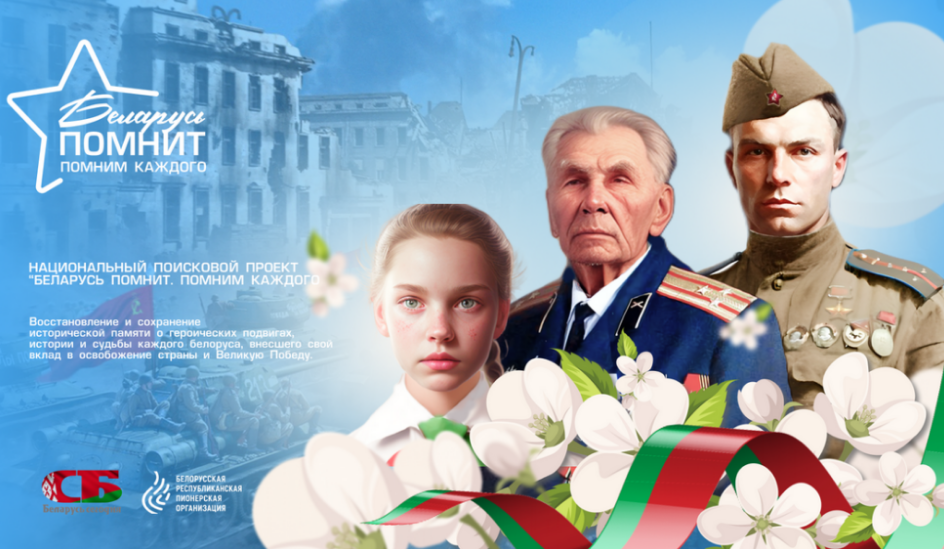 Беларусь
ПОМНИТ
ПОМНИМ КАЖДОГО
НАЦИОНАЛЬНЫЙ ПОИСКОВОЙ ПРОЕКТ
"БЕЛАРУСЬ ПОМНИТ. ПОМНИМ КАЖДОГО
Восстановление и сохранение
исторической памяти о героических подвигах,
истории и судьбы каждого белоруса, внесшего свой
вклад в освобождение страны и Великую Победу.
СБ
Беларусь сегодня
БЕЛОРУССКАЯ
РЕСПУБЛИКАНСКАЯ
ПИОНЕРСКАЯ
ОРГАНИЗАЦИЯ